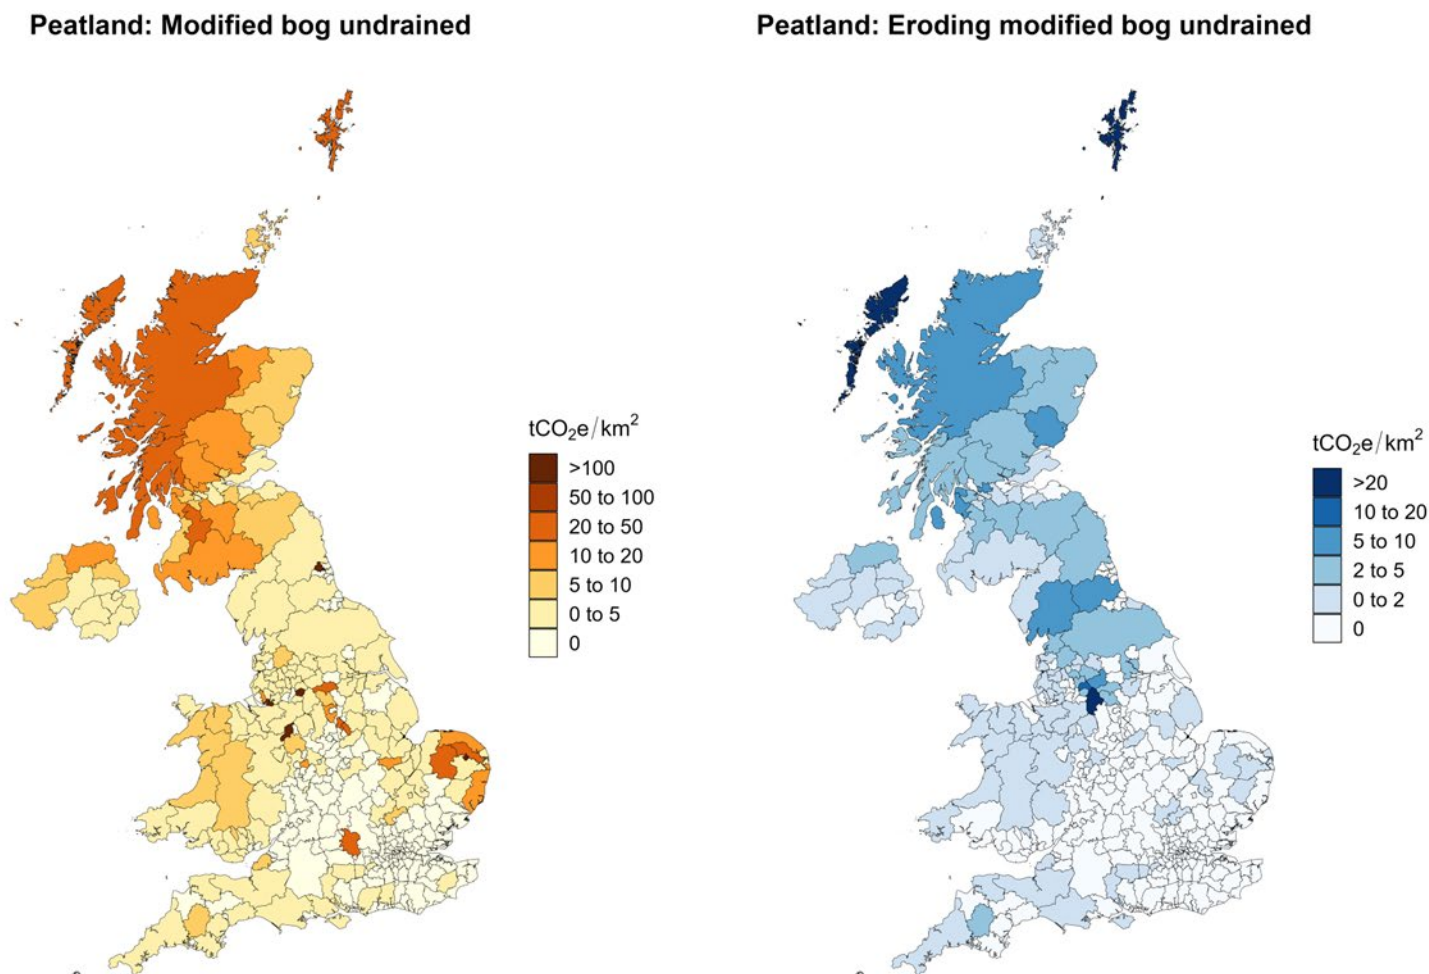 Peatland: Modified bog undrained
Peatland: Eroding modified bog undrained
tCO₂e/km²
>100
50 to 100
20 to 50
10 to 20
5 to 10
0 to 5
0
tCO₂e/km²
>20
10 to 20
5 to 10
2 to 5
0 to 2
0